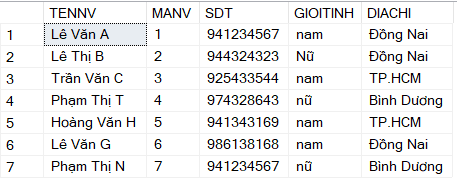 TENNV MANV SDT GIOITINH DIACHI
1 Lê Văn A 1 941234567 nam Đồng Nai
2 Lê Thị B 2 944324323 Nữ Đồng Nai
3 Trần Văn C 3 925433544 nam TP.HCM
4 Phạm Thị T 4 974328643 nữ Bình Dương
5 Hoàng Văn H 5 941343169 nam TP.HCM
6 Lê Văn G 6 986138168 nam Đồng Nai
7 Phạm Thị N 7 941234567 nữ Bình Dương